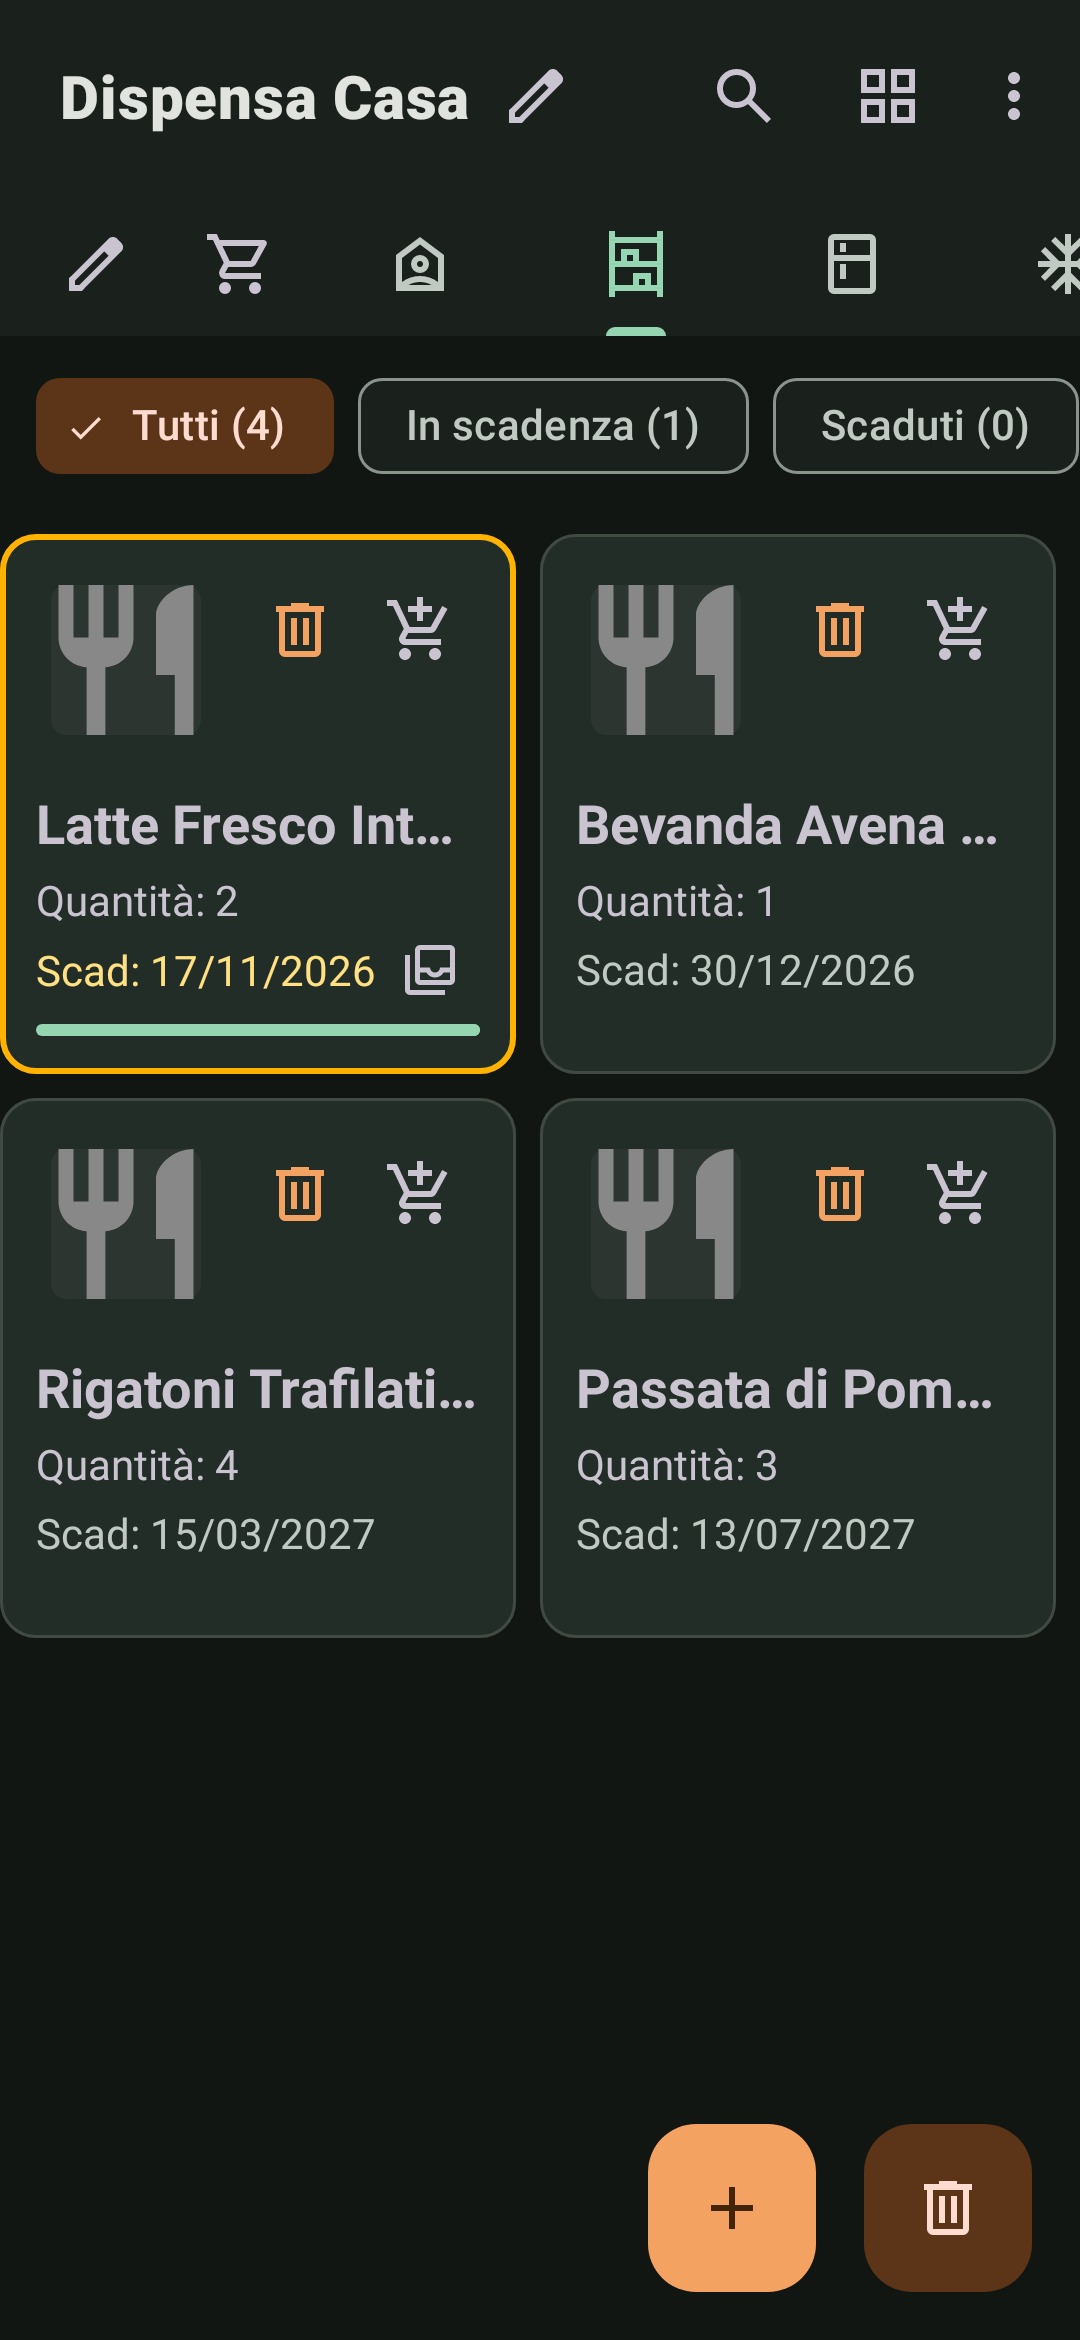 Dispensa Casa
Tutti (4)
In scadenza (1)
Scaduti (0)
Latte Fresco Int...
Quantità: 2
Scad: 17/11/2026
Bevanda Avena ...
Quantità: 1
Scad: 30/12/2026
Rigatoni Trafilati...
Quantità: 4
Scad: 15/03/2027
Passata di Pom...
Quantità: 3
Scad: 13/07/2027